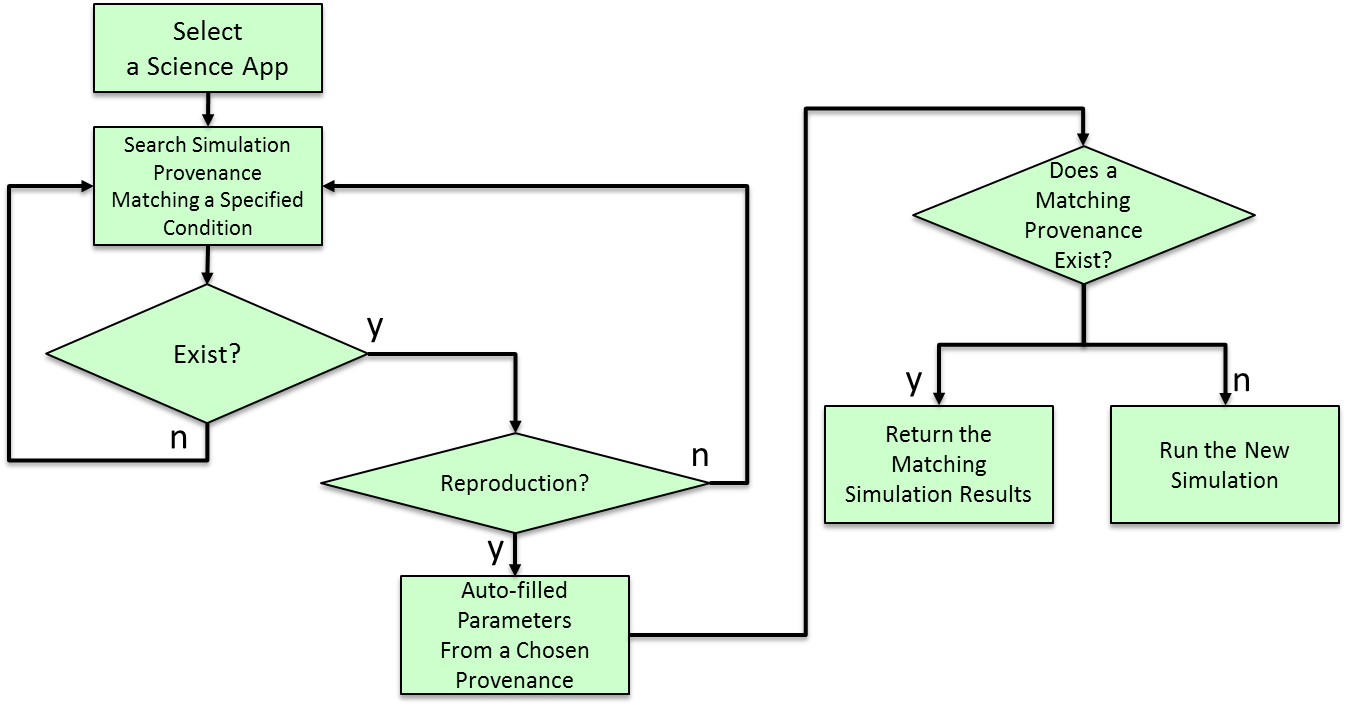 Select
a Science App
Search Simulation
Provenance
Matching a Specified
Condition
Exist?
y
n
Reproduction?
n
y
Auto-filled
Parameters
From a Chosen
Provenance
Does a
Matching
Provenance
Exist?
y
n
Return the
Matching
Simulation Results
Run the New
Simulation